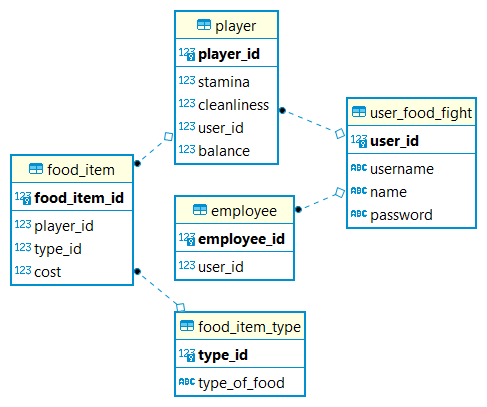 player
123 player_id
123 stamina
123 cleanliness
123 user_id
123 balance
user_food_fight
123 user_id
ABC username
ABC name
ABC password
food_item
123 food_item_id
123 player_id
123 type_id
123 cost
employee
123 employee_id
123 user_id
food_item_type
123 type_id
ABC type_of_food